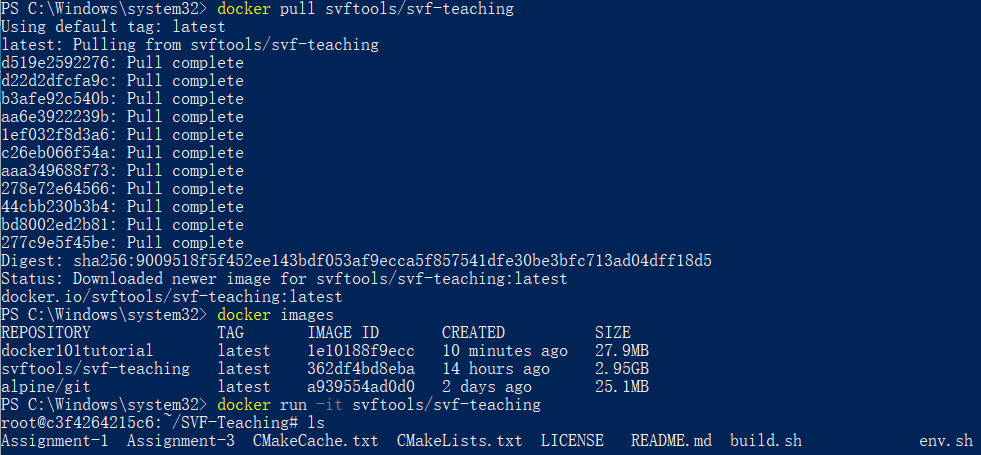 PS C:\Windows\system32> docker pull svftools/svf-teaching
Using default tag: latest
latest: Pulling from svftools/svf-teaching
d519e2592276: Pull complete
d22d2dfcfa9c: Pull complete
b3afe92c540b: Pull complete
aa6e3922239b: Pull complete
1ef032f8d3a6: Pull complete
c26eb066f54a: Pull complete
aaa349688f73: Pull complete
278e72e64566: Pull complete
44cbb230b3b4: Pull complete
bd8002ed2b81: Pull complete
277c9e5f45be: Pull complete
Digest: sha256:9009518f5f452ee143bdf053af9ecca5f857541dfe30be3bfc713ad04dff18d5
Status: Downloaded newer image for svftools/svf-teaching:latest
docker.io/svftools/svf-teaching:latest
PS C:\Windows\system32> docker images
REPOSITORY TAG IMAGE ID CREATED SIZE
docker101tutorial latest 1e10188f9ecc 10 minutes ago 27.9MB
svftools/svf-teaching latest 362df4bd8eba 14 hours ago 2.95GB
alpine/git latest a939554ad0d0 2 days ago 25.1MB
PS C:\Windows\system32> docker run -it svftools/svf-teaching
root@c3f4264215c6:~/SVF-Teaching# ls
Assignment-1 Assignment-3 CMakeCache.txt CMakeLists.txt LICENSE README.md build.sh env.sh